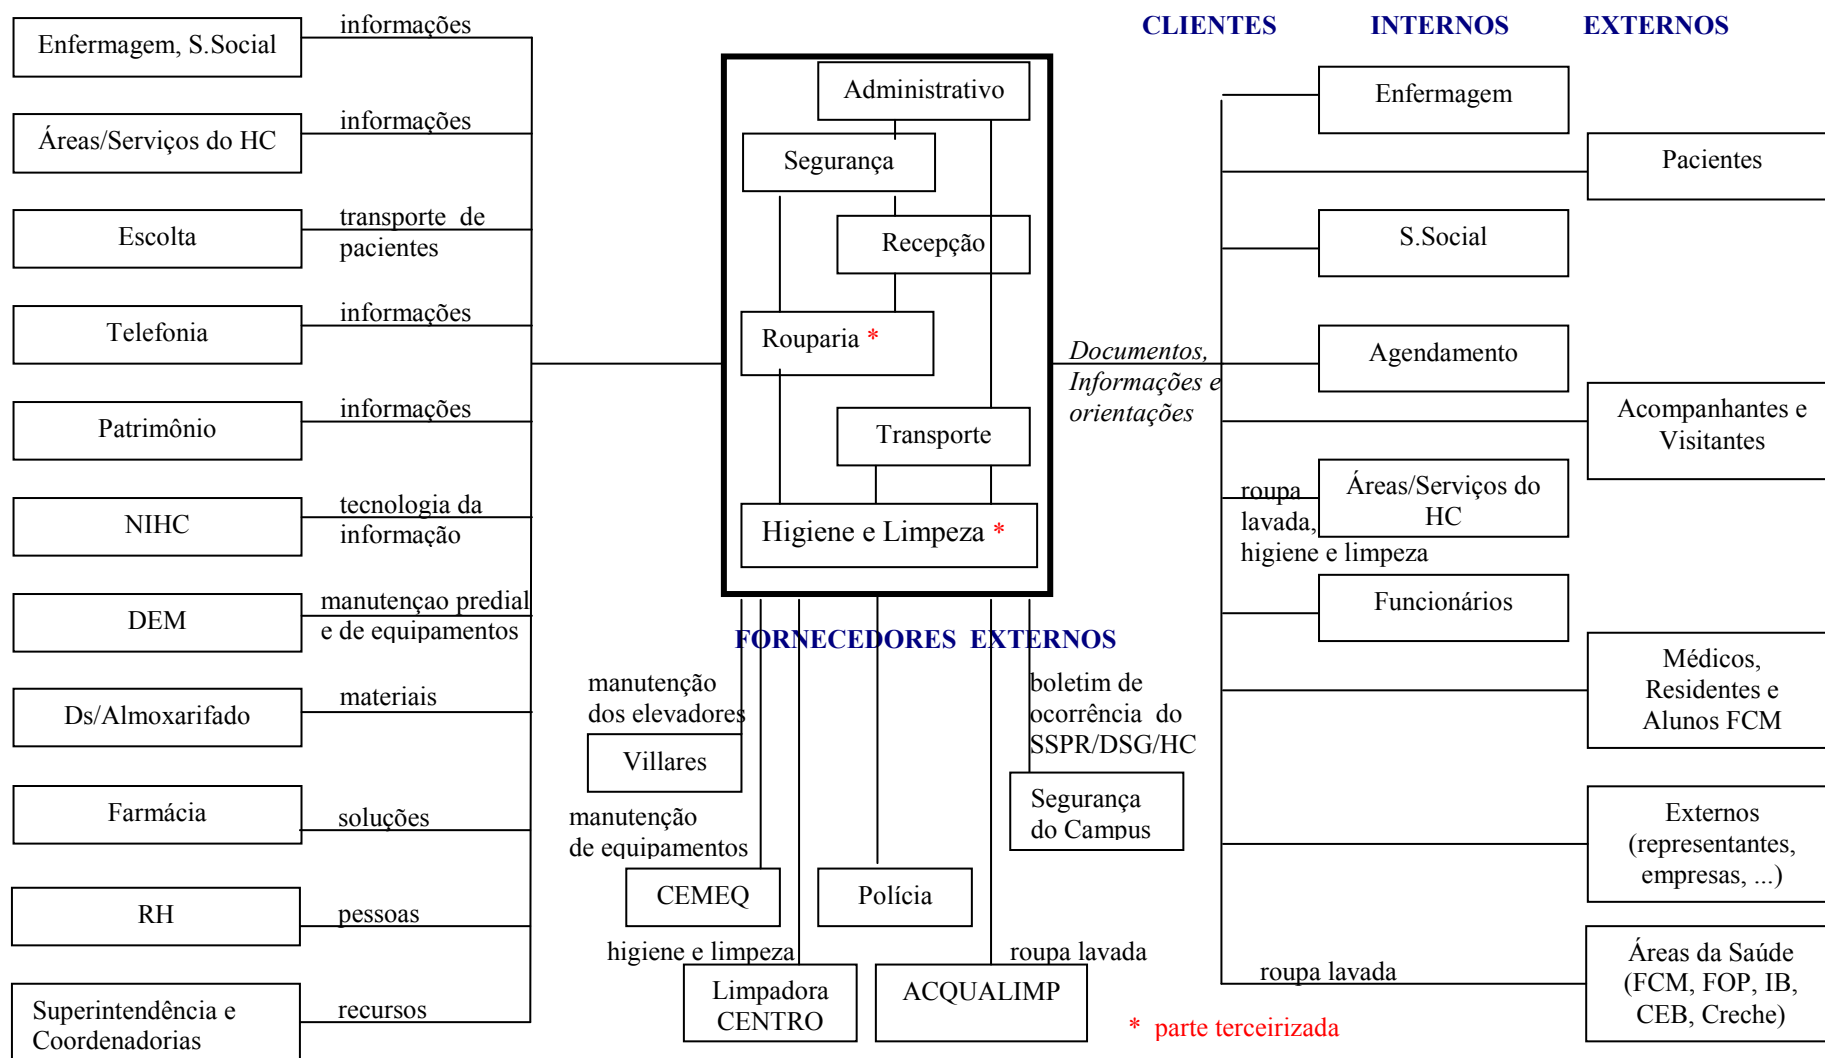 Enfermagem, S.Social
informações
Áreas/Serviços do HC
informações
Escolta
transporte de
pacientes
Telefonia
informações
Patrimônio
informações
NIHC
tecnologia da
informação
DEM
manutençao predial
e de equipamentos
Ds/Almoxarifado
materiais
Farmácia
soluções
RH
pessoas
Superintendência e
Coordenadorias
recursos
Administrativo
Segurança
Recepção
Rouparia *
Transporte
Higiene e Limpeza *
FORNECEDORES EXTERNOS
manutenção
dos elevadores
Villares
manutenção
de equipamentos
CEMEQ
higiene e limpeza
Limpadora
CENTRO
Polícia
roupa lavada
ACQUALIMP
boletim de
ocorrência do
SSPR/DSG/HC
Segurança
do Campus
* parte terceirizada
Documentos,
Informações e
orientações
CLIENTES INTERNOS EXTERNOS
Enfermagem
Pacientes
S.Social
Agendamento
Acompanhantes e
Visitantes
roupa
lavada,
higiene e limpeza
Áreas/Serviços do
HC
Funcionários
Médicos,
Residentes e
Alunos FCM
Externos
(representantes,
empresas, ...)
roupa lavada
Áreas da Saúde
(FCM, FOP, IB,
CEB, Creche)